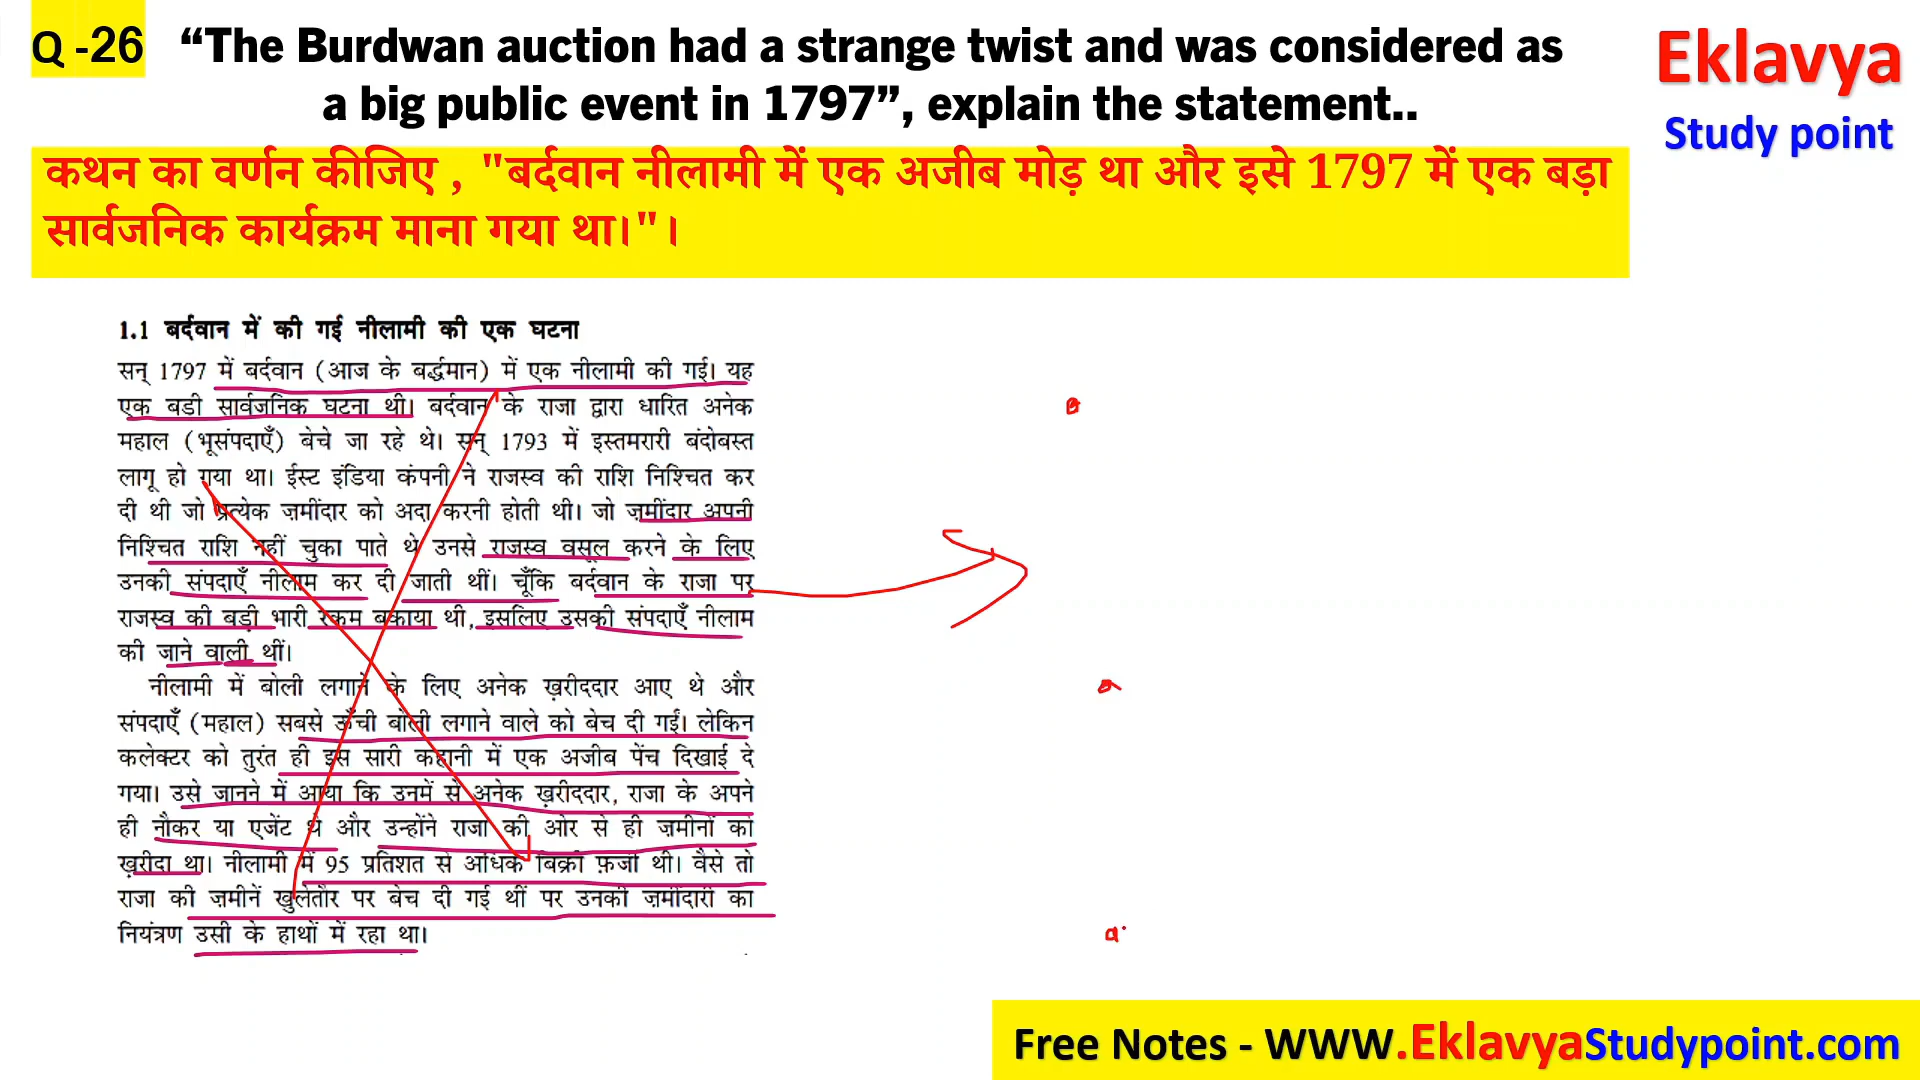 Q -26
“The Burdwan auction had a strange twist and was considered as
a big public event in 1797”, explain the statement..
Eklavya
Study point
कथन का वर्णन कीजिए , "बर्दवान नीलामी में एक अजीब मोड़ था और इसे 1797 में एक बड़ा
सार्वजनिक कार्यक्रम माना गया था।"।
1.1 बर्दवान में की गई नीलामी की एक घटना
सन् 1797 में बर्दवान (आज के बर्द्धमान) में एक नीलामी की गई। यह
एक बडी सार्वजनिक घटना थी। बर्दवान के राजा द्वारा धारित अनेक
महाल (भूसंपदाएँ) बेचे जा रहे थे। सन् 1793 में इस्तमरारी बंदोबस्त
लागू हो गया था। ईस्ट इंडिया कंपनी ने राजस्व की राशि निश्चित कर
दी थी जो प्रत्येक ज़मींदार को अदा करनी होती थी। जो ज़मींदार अपनी
निश्चित राशि नहीं चुका पाते थे उनसे राजस्व वसूल करने के लिए
उनकी संपदाएँ नीलाम कर दी जाती थीं। चूँकि बर्दवान के राजा पर
राजस्व की बड़ी भारी रकम बकाया थी, इसलिए उसकी संपदाएँ नीलाम
की जाने वाली थीं।
नीलामी में बोली लगाने के लिए अनेक ख़रीददार आए थे और
संपदाएँ (महाल) सबसे ऊँची बोली लगाने वाले को बेच दी गईं। लेकिन
कलेक्टर को तुरंत ही इस सारी कहानी में एक अजीब पेंच दिखाई दे
गया। उसे जानने में आया कि उनमें से अनेक ख़रीददार, राजा के अपने
ही नौकर या एजेंट थे और उन्होंने राजा की ओर से ही ज़मीनों को
ख़रीदा था। नीलामी में 95 प्रतिशत से अधिक बिक्री फ़र्जी थी। वैसे तो
राजा की ज़मीनें खुलेतौर पर बेच दी गई थीं पर उनकी ज़मींदारी का
नियंत्रण उसी के हाथों में रहा था।
Free Notes - WWW.EklavyaStudypoint.com